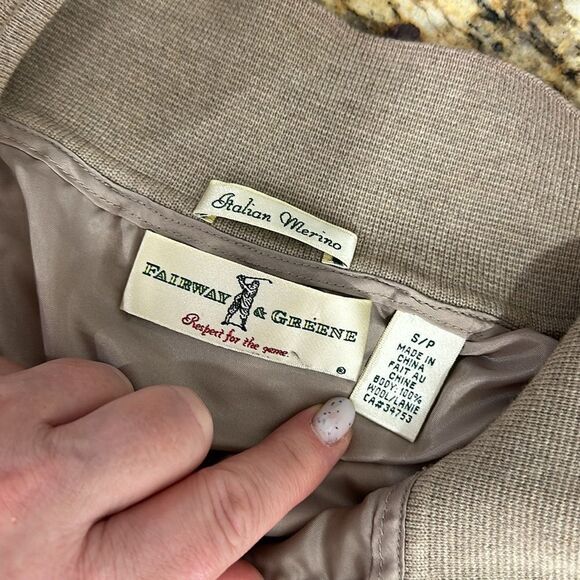 Italian Merino
FAIRWAY & GREENE
Respect for the game.
®
S/P
MADE IN
CHINA
FAIT AU
CHINE
BODY: 100%
WOOL/LANIE
CA#34753